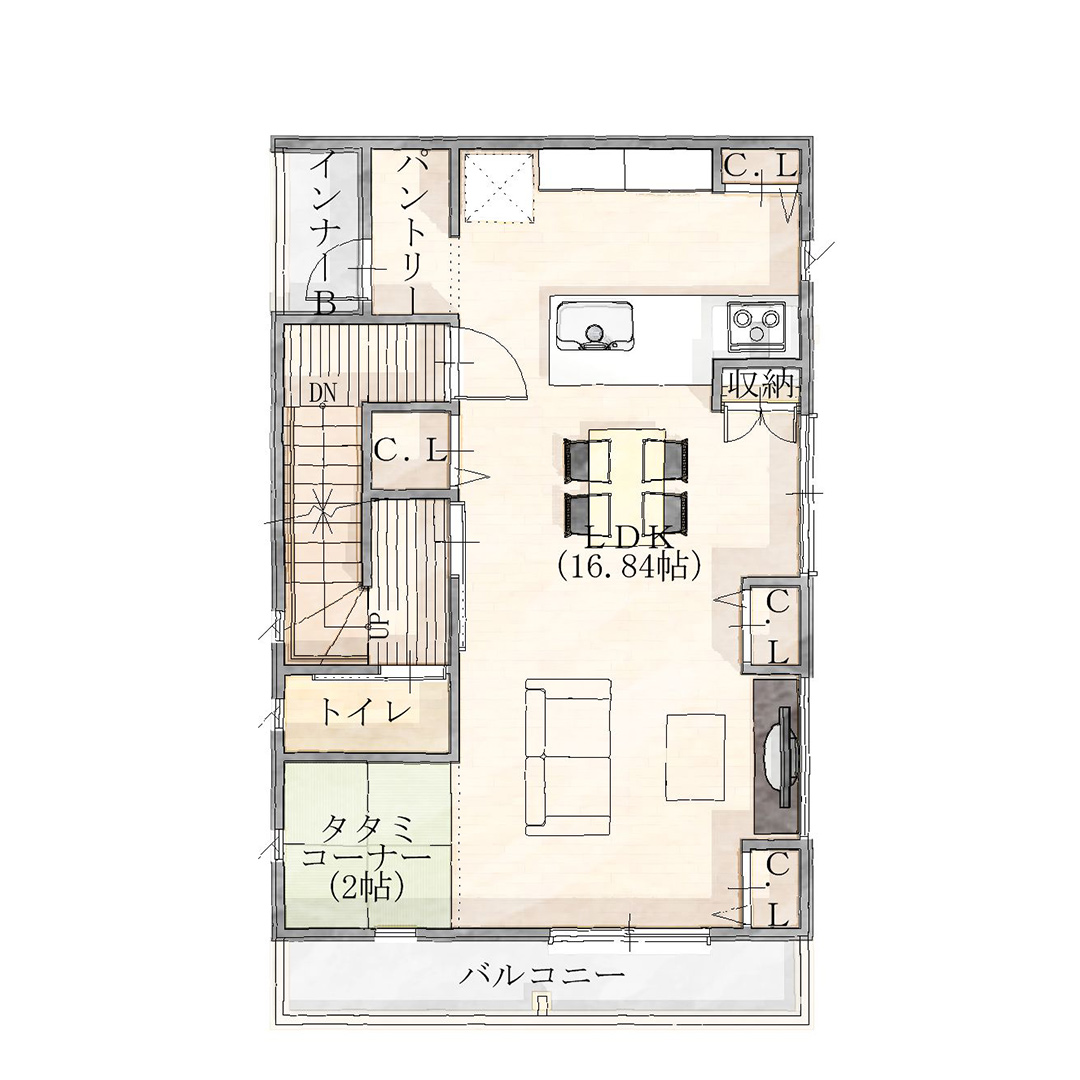 インナーB
パントリー
C.L
収納
DN
C.L
LDK
(16.84帖)
C.L
UP
トイレ
タタミ
コーナー
(2帖)
C.L
バルコニー